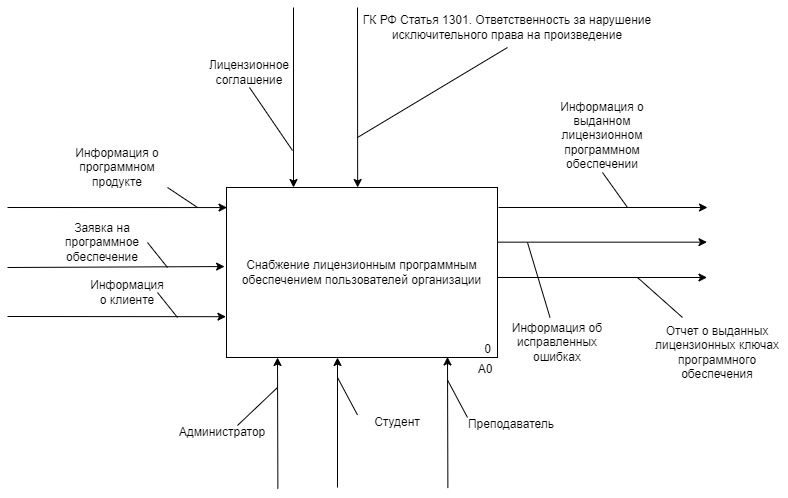 ГК РФ Статья 1301. Ответственность за нарушение
исключительного права на произведение
Лицензионное
соглашение
Информация о
выданном
лицензионном
программном
обеспечении
Информация о
программном
продукте
Заявка на
программное
обеспечение
Информация
о клиенте
Снабжение лицензионным программным
обеспечением пользователей организации
0
A0
Информация об
исправленных
ошибках
Отчет о выданных
лицензионных ключах
программного
обеспечения
Администратор
Студент
Преподаватель